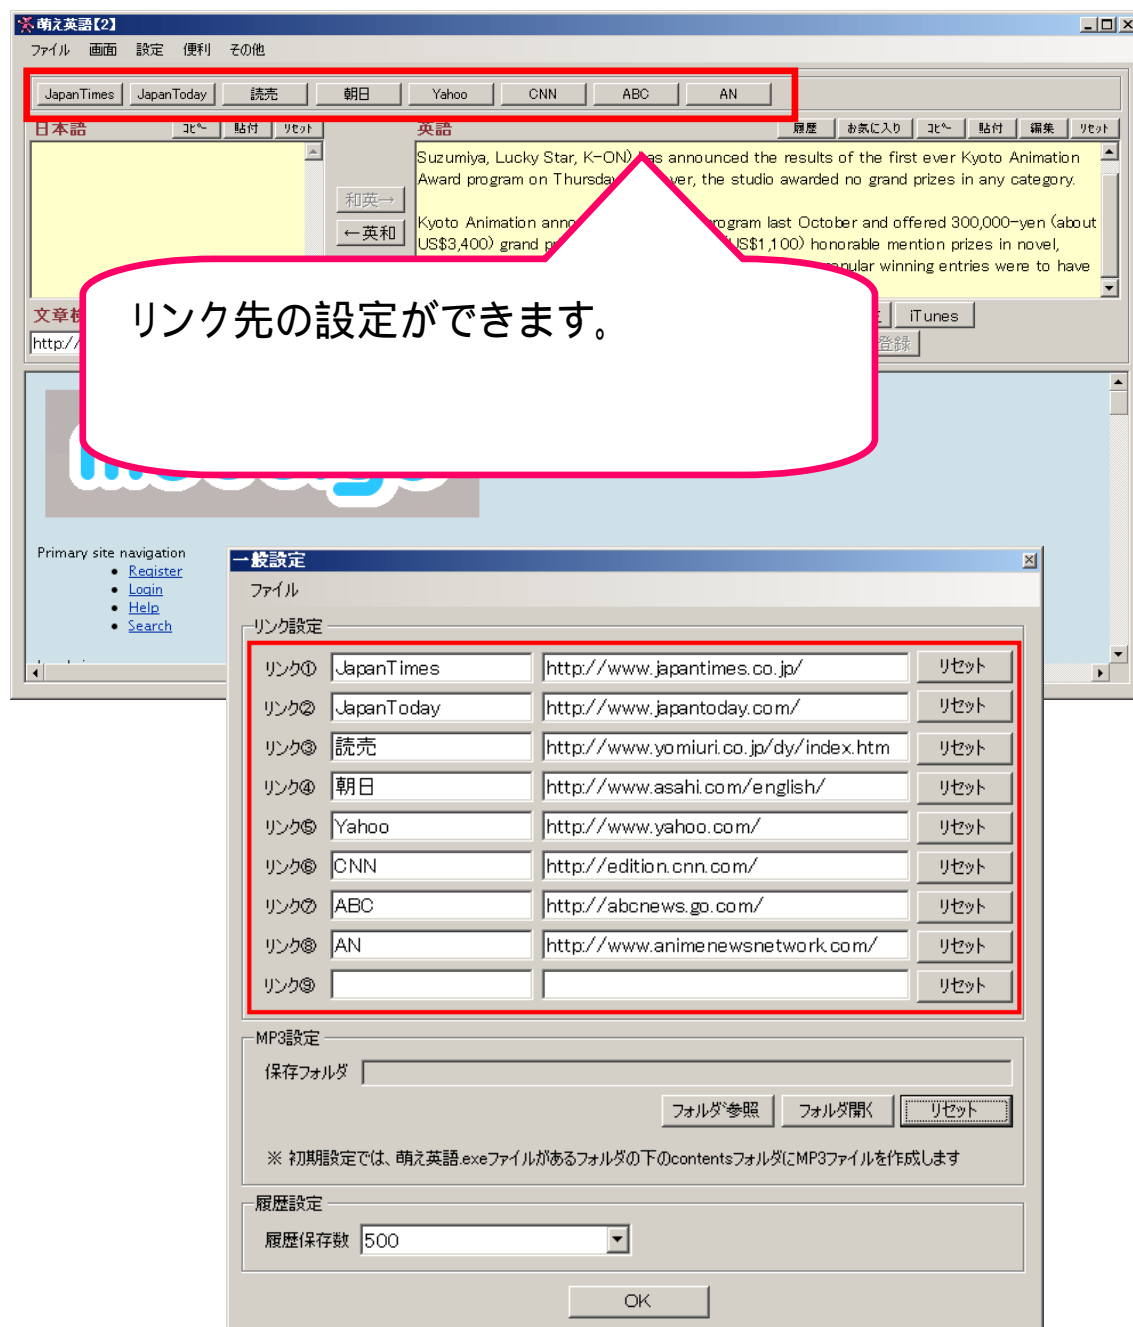 萌え英語【2】
ファイル 画面 設定 便利 その他
JapanTimes JapanToday 読売 朝日 Yahoo CNN ABC AN
日本語 コピー 貼付 リセット 英語 履歴 お気に入り コピー 貼付 編集 リセット
Suzumiya, Lucky Star, K-ON) has announced the results of the first ever Kyoto Animation
Award program on Thursday ver, the studio awarded no grand prizes in any category.
和英→
Kyoto Animation anno rogram last October and offered 300,000-yen (about
←英和
US$3,400) grand p US$1,100) honorable mention prizes in novel,
winning entries were to have
リンク先の設定ができます。
文章 iTunes
http:// 登録
Primary site navigation
• Register
• Login
• Help
• Search
一般設定
ファイル
リンク設定
リンク① JapanTimes http://www.japantimes.co.jp/ リセット
リンク② JapanToday http://www.japantoday.com/ リセット
リンク③ 読売 http://www.yomiuri.co.jp/dy/index.htm リセット
リンク④ 朝日 http://www.asahi.com/english/ リセット
リンク⑤ Yahoo http://www.yahoo.com/ リセット
リンク⑥ CNN http://edition.cnn.com/ リセット
リンク⑦ ABC http://abcnews.go.com/ リセット
リンク⑧ AN http://www.animenewsnetwork.com/ リセット
リンク⑨ リセット
MP3設定
保存フォルダ
フォルダ参照 フォルダ開く リセット
※ 初期設定では、萌え英語.exeファイルがあるフォルダの下のcontentsフォルダにMP3ファイルを作成します
履歴設定
履歴保存数 500
OK